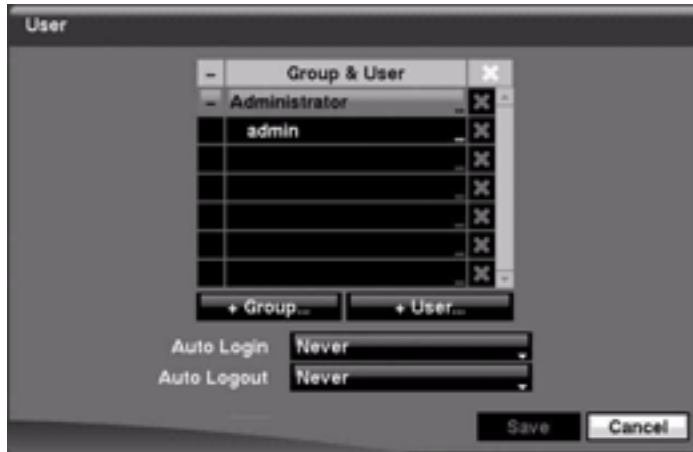 User
- Group & User
- Administrator
admin
+ Group... + User...
Auto Login Never
Auto Logout Never
Save Cancel